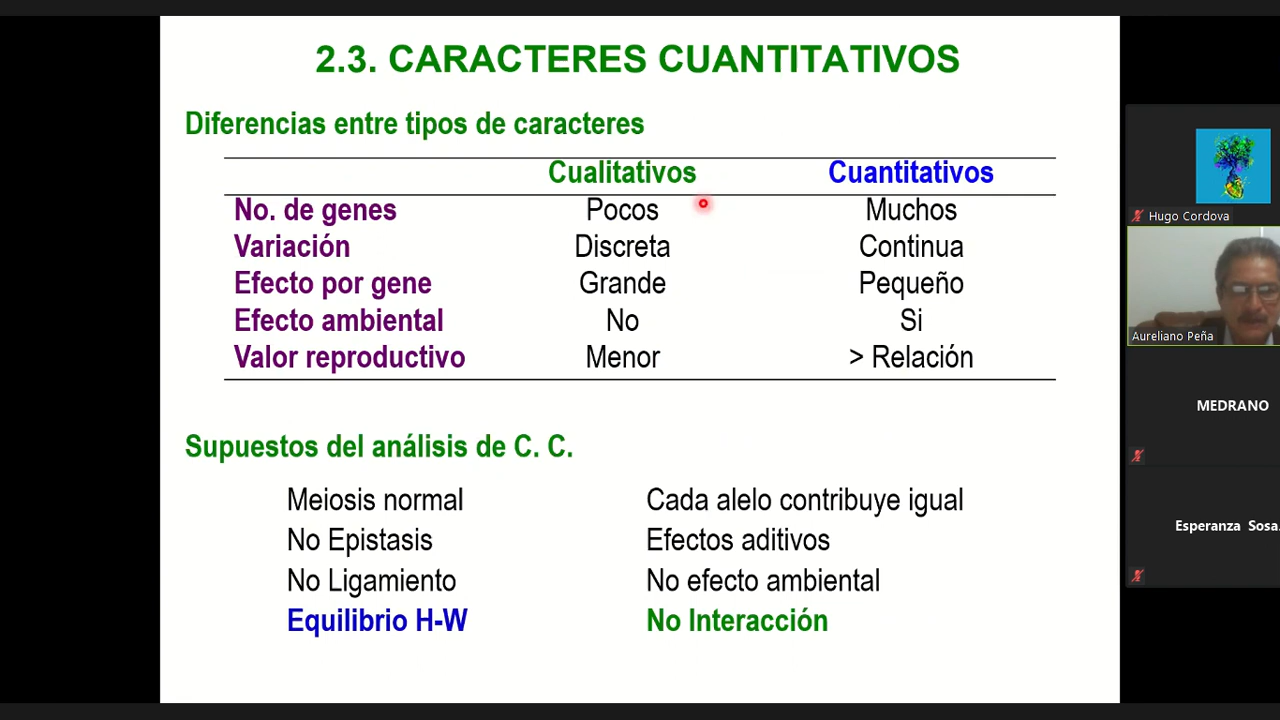 2.3. CARACTERES CUANTITATIVOS
Diferencias entre tipos de caracteres
Cualitativos Cuantitativos
No. de genes Pocos Muchos
Variación Discreta Continua
Efecto por gene Grande Pequeño
Efecto ambiental No Si
Valor reproductivo Menor > Relación
Supuestos del análisis de C. C.
Meiosis normal Cada alelo contribuye igual
No Epistasis Efectos aditivos
No Ligamiento No efecto ambiental
Equilibrio H-W No Interacción
Hugo Cordova
Aureliano Peña
MEDRANO
Esperanza Sosa